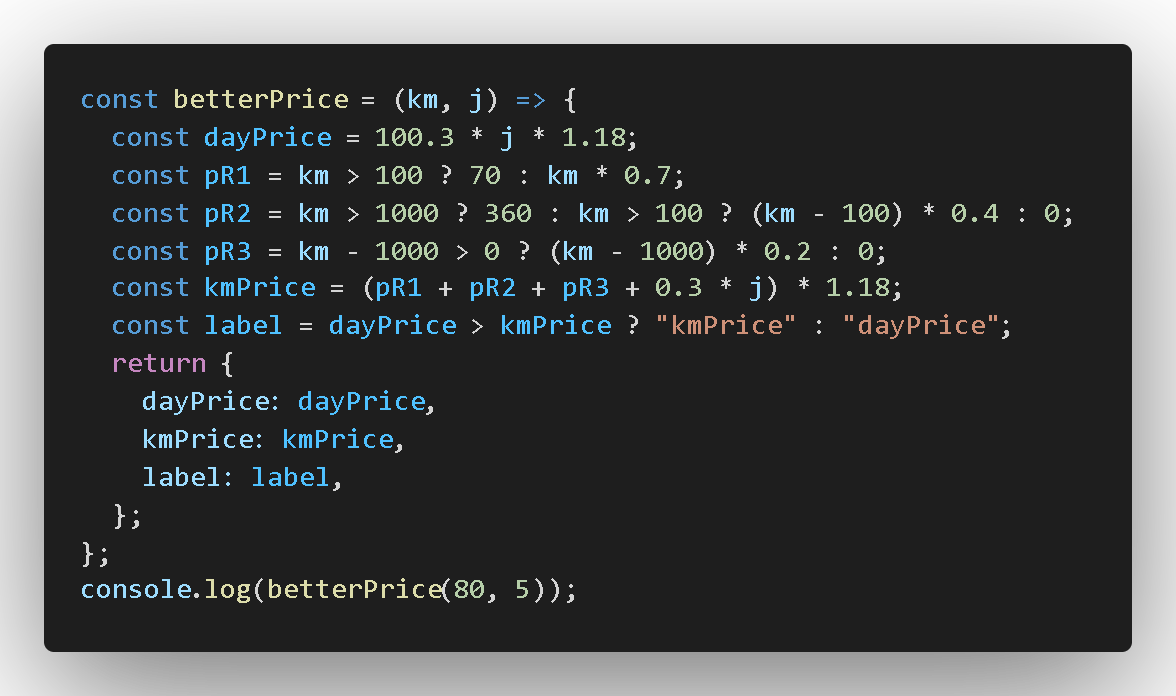 const betterPrice = (km, j) => {
  const dayPrice = 100.3 * j * 1.18;
  const pR1 = km > 100 ? 70 : km * 0.7;
  const pR2 = km > 1000 ? 360 : km > 100 ? (km - 100) * 0.4 : 0;
  const pR3 = km - 1000 > 0 ? (km - 1000) * 0.2 : 0;
  const kmPrice = (pR1 + pR2 + pR3 + 0.3 * j) * 1.18;
  const label = dayPrice > kmPrice ? "kmPrice" : "dayPrice";
  return {
    dayPrice: dayPrice,
    kmPrice: kmPrice,
    label: label,
  };
};
console.log(betterPrice(80, 5));